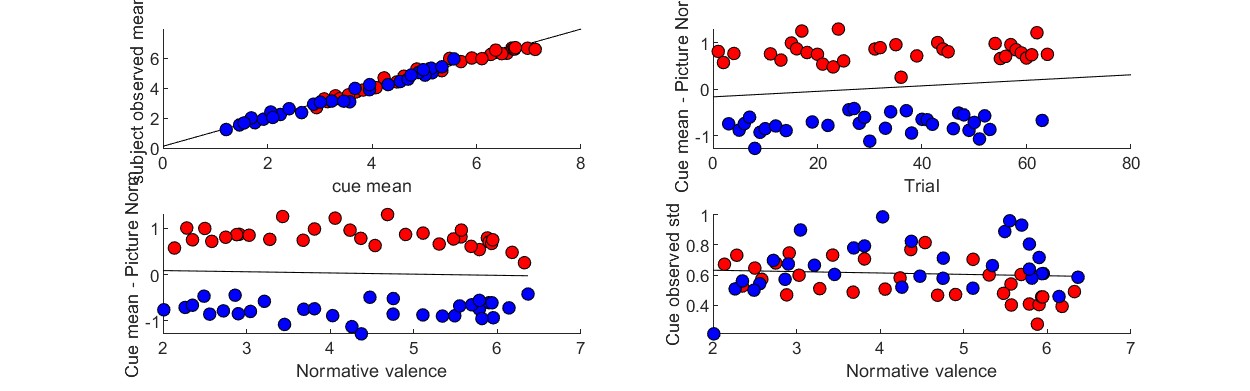 subject observed mean
6
4
2
0
0 2 4 6 8
cue mean
Cue mean - Picture Nor
1
0
-1
0 20 40 60 80
Trial
Cue mean - Picture Norm
1
0
-1
2 3 4 5 6 7
Normative valence
Cue observed std
1
0.8
0.6
0.4
2 3 4 5 6 7
Normative valence